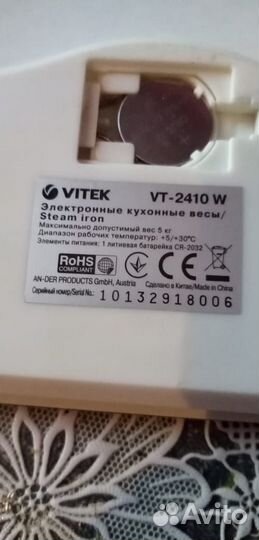 VITEK VT-2410 W
Электронные кухонные весы/
Steam iron
Максимально допустимый вес 5 кг
Диапазон рабочих температур: +5/+30°C
Элементы питания: 1 литиевая батарейка CR-2032
RoHS
COMPLIANT
AN-DER PRODUCTS GmbH, Austria
Сделано в Китае/Made in China
Серийный номер/Serial No.: 10132918006
Avito